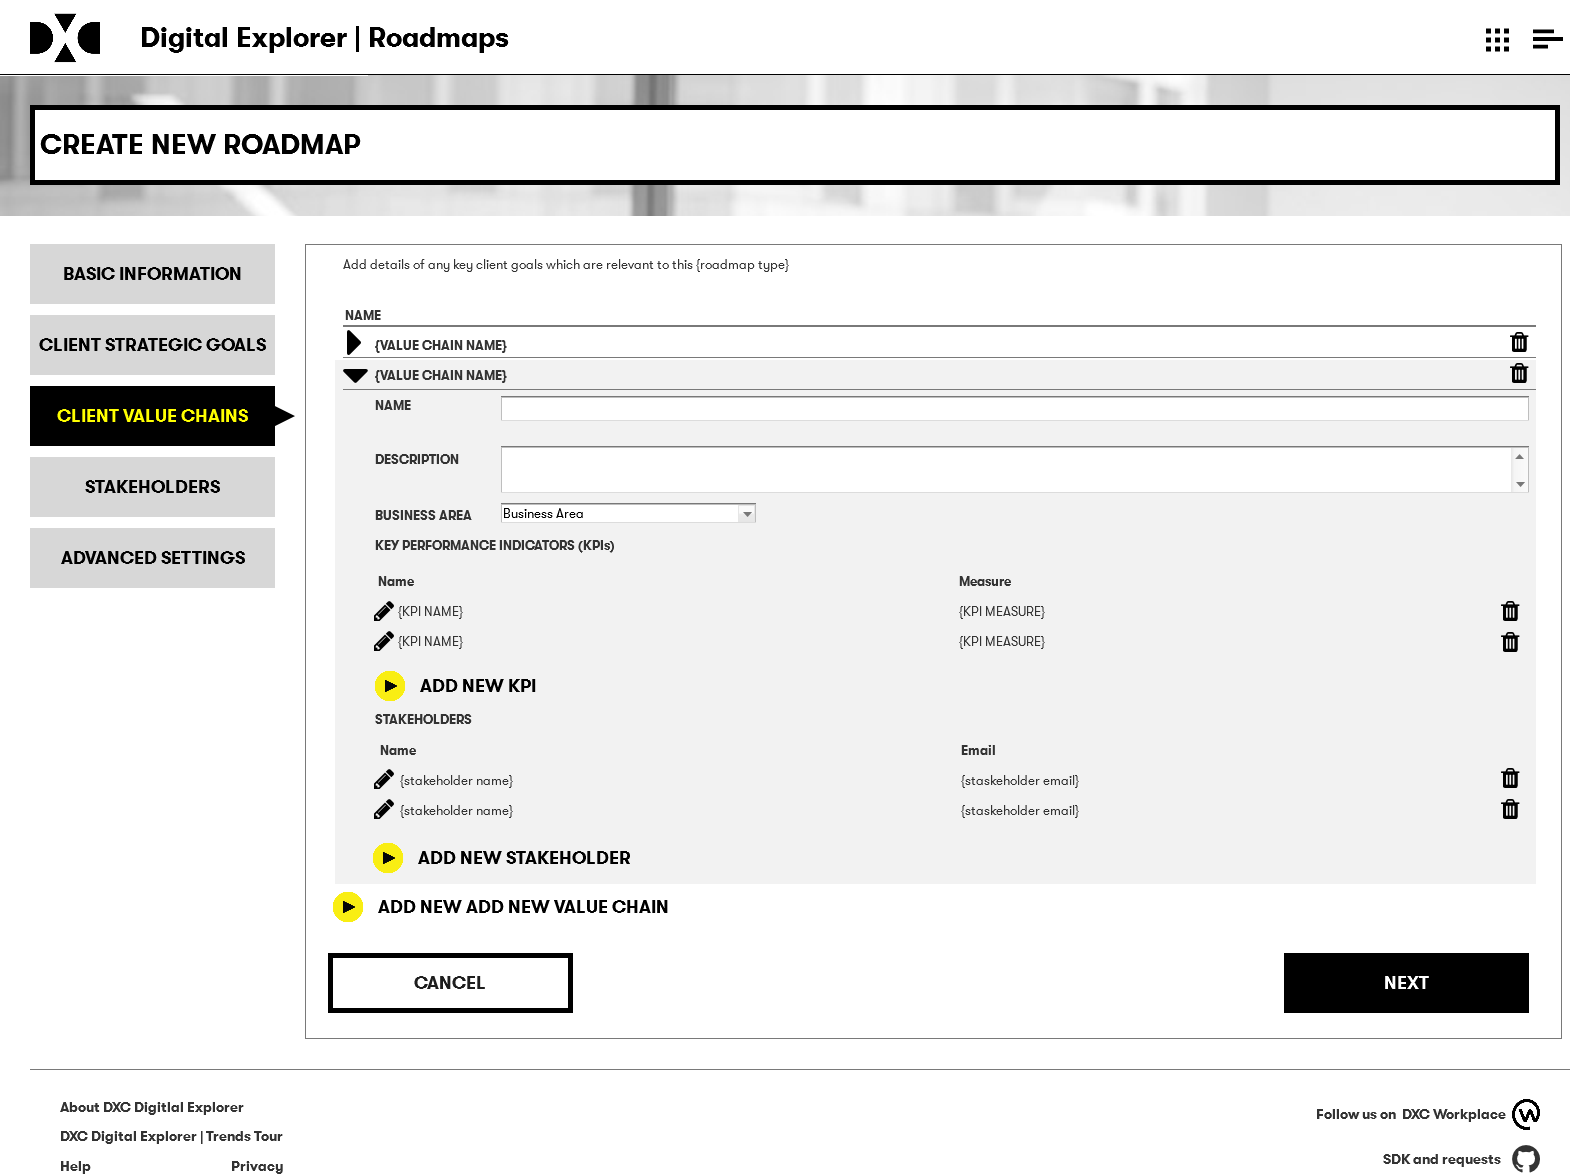 DXC Digital Explorer | Roadmaps
CREATE NEW ROADMAP
BASIC INFORMATION
CLIENT STRATEGIC GOALS
CLIENT VALUE CHAINS
STAKEHOLDERS
ADVANCED SETTINGS
Add details of any key client goals which are relevant to this {roadmap type}
NAME
{VALUE CHAIN NAME}
{VALUE CHAIN NAME}
NAME
DESCRIPTION
BUSINESS AREA Business Area
KEY PERFORMANCE INDICATORS (KPIs)
Name Measure
{KPI NAME} {KPI MEASURE}
{KPI NAME} {KPI MEASURE}
ADD NEW KPI
STAKEHOLDERS
Name Email
{stakeholder name} {staskeholder email}
{stakeholder name} {staskeholder email}
ADD NEW STAKEHOLDER
ADD NEW ADD NEW VALUE CHAIN
CANCEL NEXT
About DXC Digitlal Explorer
DXC Digital Explorer | Trends Tour
Help Privacy
Follow us on DXC Workplace
SDK and requests